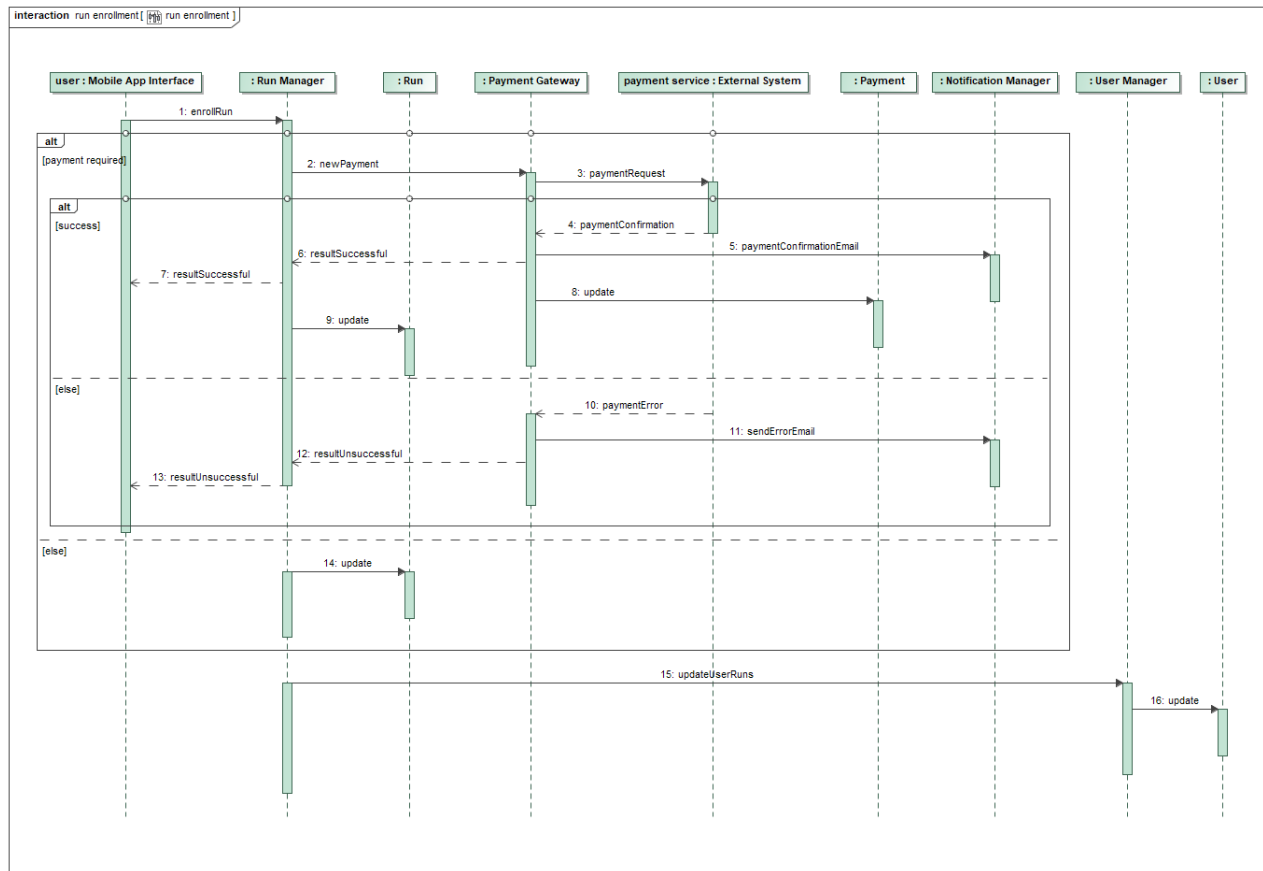 interaction run enrollment[ run enrollment ]
user : Mobile App Interface
: Run Manager
: Run
: Payment Gateway
payment service : External System
: Payment
: Notification Manager
: User Manager
: User
1: enrollRun
alt
[payment required]
2: newPayment
3: paymentRequest
alt
[success]
4: paymentConfirmation
5: paymentConfirmationEmail
6: resultSuccessful
7: resultSuccessful
8: update
9: update
[else]
10: paymentError
11: sendErrorEmail
12: resultUnsuccessful
13: resultUnsuccessful
[else]
14: update
15: updateUserRuns
16: update